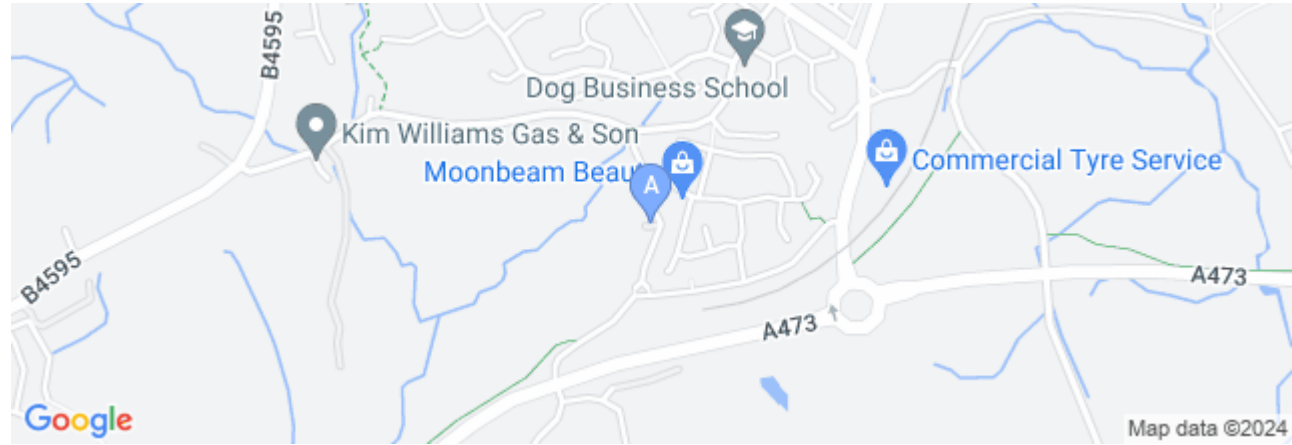 B4595
Dog Business School
Kim Williams Gas & Son
Moonbeam Beaut
A
Commercial Tyre Service
B4595
A473
A473
Google
Map data ©2024